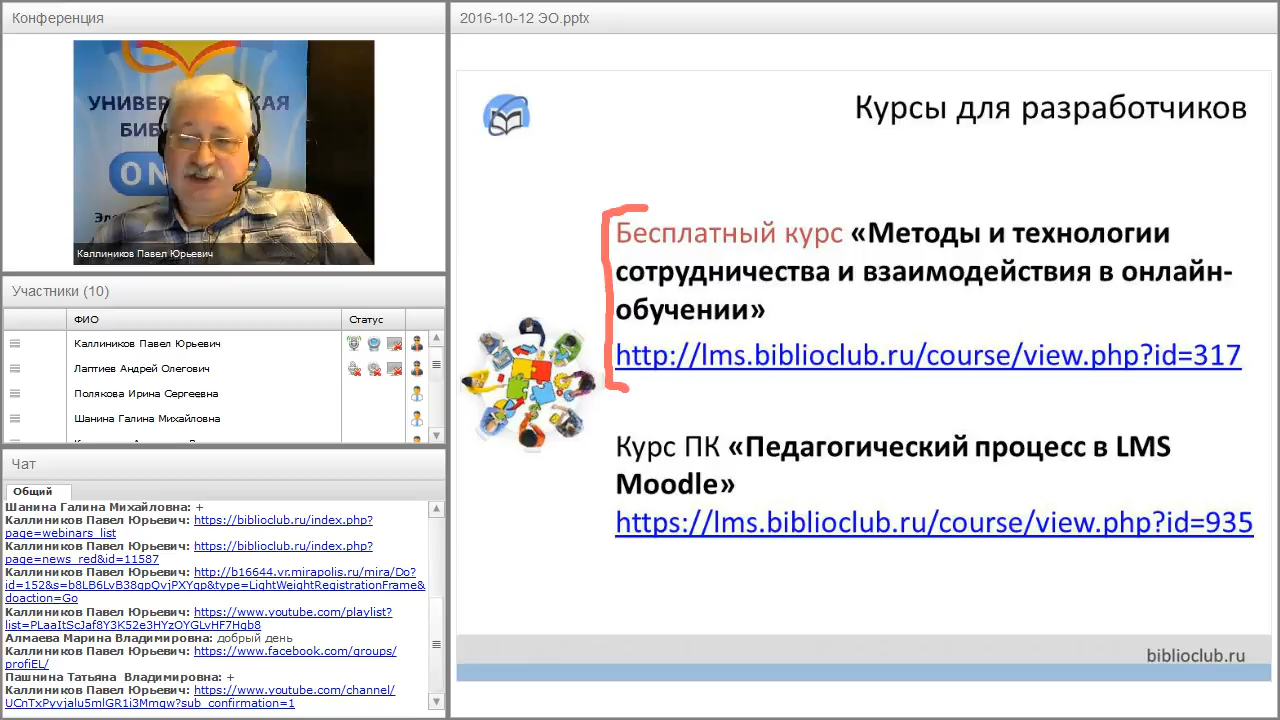 Конференция
УНИВЕРСИТЕТСКАЯ
ONLINE
Каллиников Павел Юрьевич
Участники (10)
ФИО
Статус
Каллиников Павел Юрьевич
Лаптиев Андрей Олегович
Полякова Ирина Сергеевна
Шанина Галина Михайловна
Чат
Общий
Шанина Галина Михайловна: +
Каллиников Павел Юрьевич: https://biblioclub.ru/index.php?
page=webinars_list
Каллиников Павел Юрьевич: https://biblioclub.ru/index.php?
page=news_red&id=11587
Каллиников Павел Юрьевич: http://b16644.vr.mirapolis.ru/mira/Do?
id=152&s=b8LB6LvB38qpQvjPXYqp&type=LightWeightRegistrationFrame&
doaction=Go
Каллиников Павел Юрьевич: https://www.youtube.com/playlist?
list=PLaaItScJaf8Y3K52e3HYzOYGLvHF7Hqb8
Алмаева Марина Владимировна: добрый день
Каллиников Павел Юрьевич: https://www.facebook.com/groups/
profiEL/
Пашнина Татьяна Владимировна: +
Каллиников Павел Юрьевич: https://www.youtube.com/channel/
UCnTxPyvjalu5mlGR1i3Mmqw?sub_confirmation=1
2016-10-12 ЭО.pptx
Курсы для разработчиков
Бесплатный курс «Методы и технологии
сотрудничества и взаимодействия в онлайн-
обучении»
http://lms.biblioclub.ru/course/view.php?id=317
Курс ПК «Педагогический процесс в LMS
Moodle»
https://lms.biblioclub.ru/course/view.php?id=935
biblioclub.ru